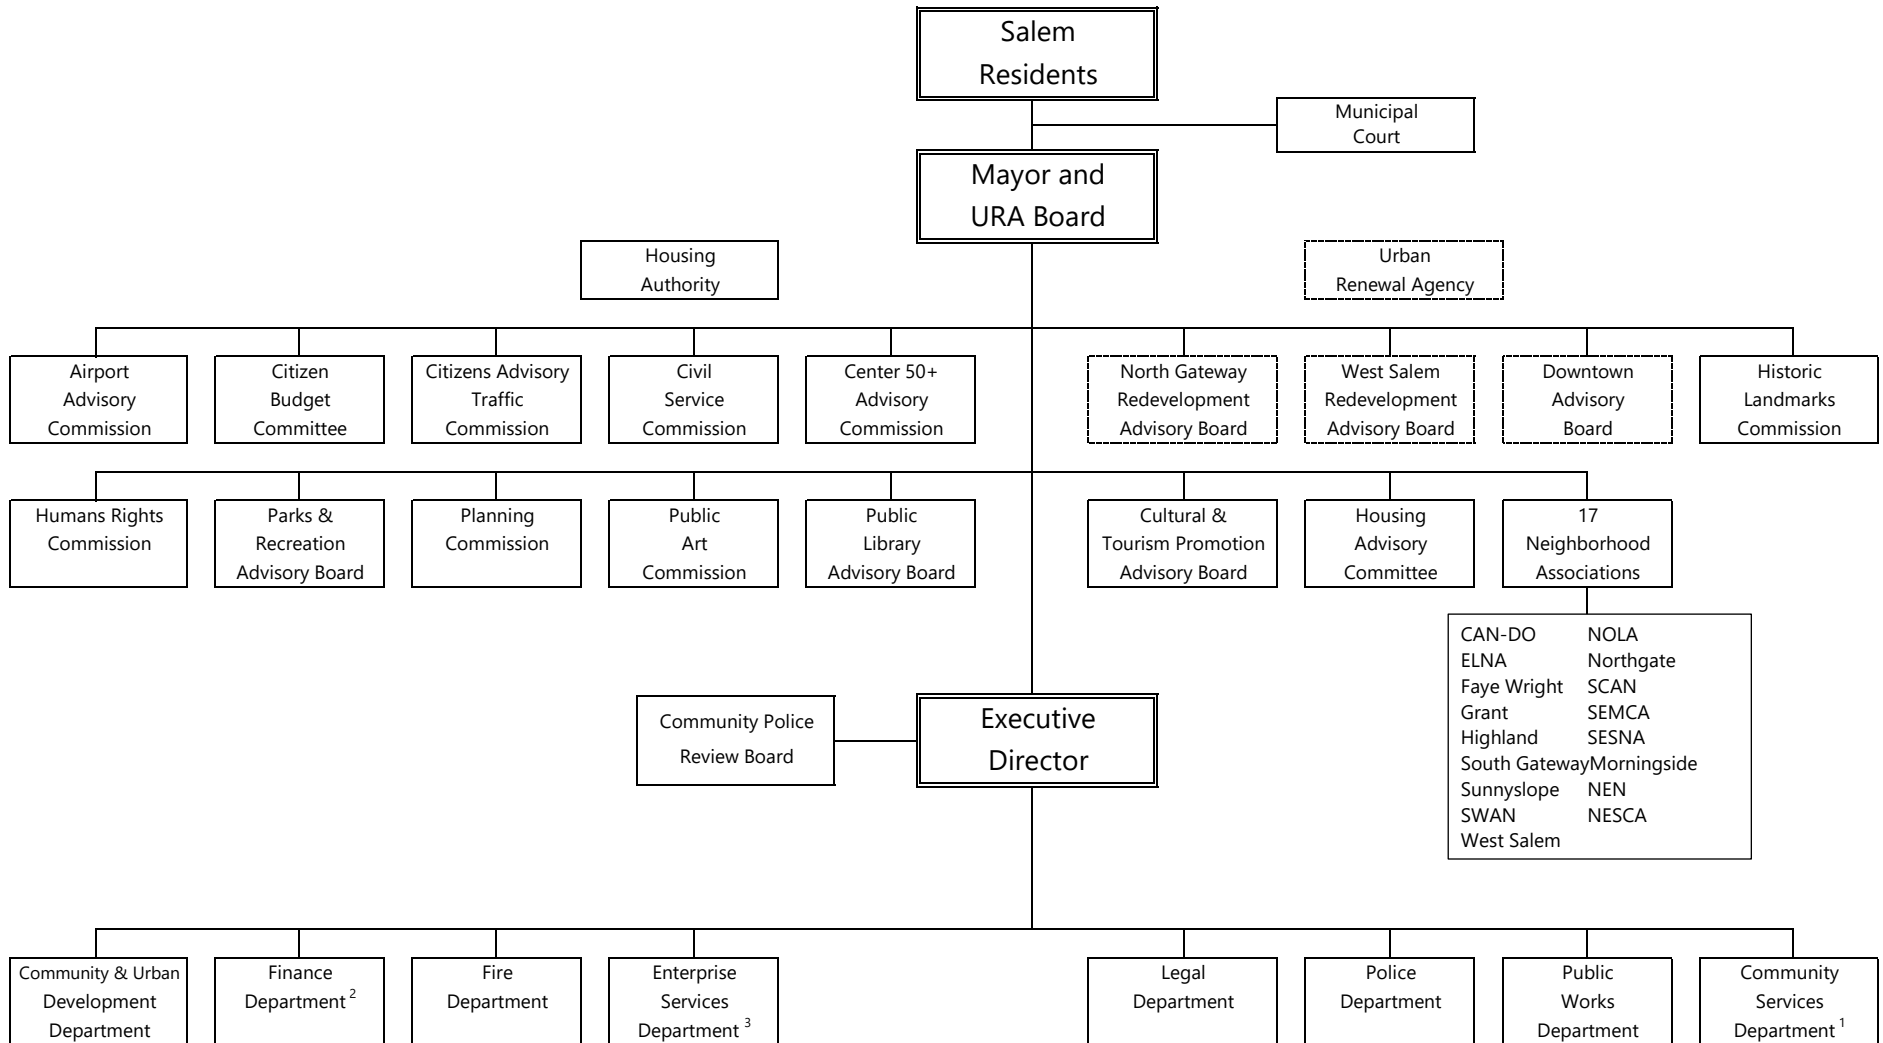 Salem
Residents
Municipal
Court
Mayor and
URA Board
Housing
Authority
Urban
Renewal Agency
Airport
Advisory
Commission
Citizen
Budget
Committee
Citizens Advisory
Traffic
Commission
Civil
Service
Commission
Center 50+
Advisory
Commission
North Gateway
Redevelopment
Advisory Board
West Salem
Redevelopment
Advisory Board
Downtown
Advisory
Board
Historic
Landmarks
Commission
Humans Rights
Commission
Parks &
Recreation
Advisory Board
Planning
Commission
Public
Art
Commission
Public
Library
Advisory Board
Cultural &
Tourism Promotion
Advisory Board
Housing
Advisory
Committee
17
Neighborhood
Associations
CAN-DO NOLA
ELNA Northgate
Faye Wright SCAN
Grant SEMCA
Highland SESNA
South Gateway Morningside
Sunnyslope NEN
SWAN NESCA
West Salem
Community Police
Review Board
Executive
Director
Community & Urban
Development
Department
Finance
Department 2
Fire
Department
Enterprise
Services
Department 3
Legal
Department
Police
Department
Public
Works
Department
Community
Services
Department 1